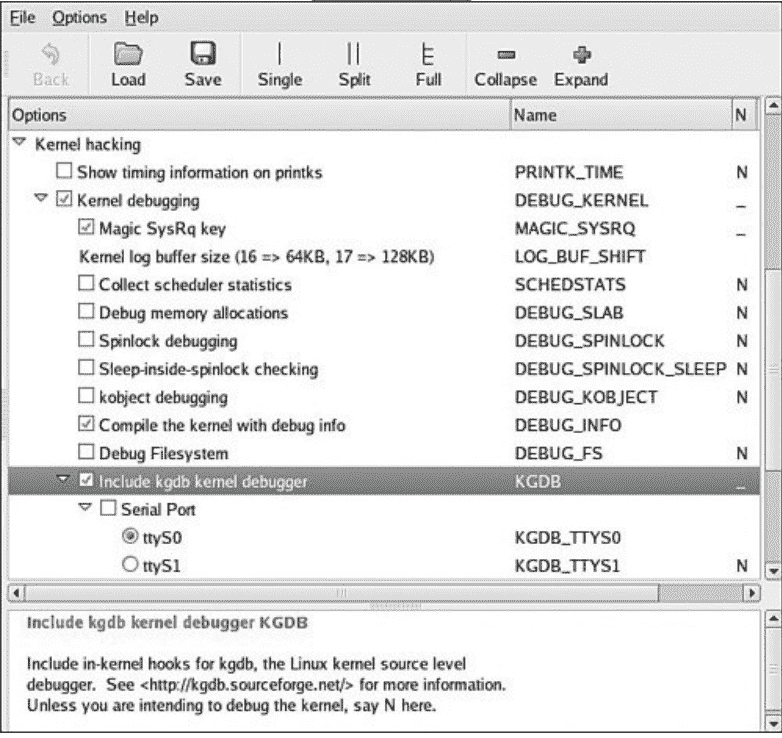 File Options Help
Back Load Save Single Split Full Collapse Expand
Options Name N
Kernel hacking
Show timing information on printks PRINTK_TIME N
Kernel debugging DEBUG_KERNEL _
Magic SysRq key MAGIC_SYSRQ _
Kernel log buffer size (16 => 64KB, 17 => 128KB) LOG_BUF_SHIFT
Collect scheduler statistics SCHEDSTATS N
Debug memory allocations DEBUG_SLAB N
Spinlock debugging DEBUG_SPINLOCK N
Sleep-inside-spinlock checking DEBUG_SPINLOCK_SLEEP N
kobject debugging DEBUG_KOBJECT N
Compile the kernel with debug info DEBUG_INFO
Debug Filesystem DEBUG_FS N
Include kgdb kernel debugger KGDB _
Serial Port
ttyS0 KGDB_TTYS0
ttyS1 KGDB_TTYS1 N
Include kgdb kernel debugger KGDB
Include in-kernel hooks for kgdb, the Linux kernel source level
debugger. See <http://kgdb.sourceforge.net/> for more information.
Unless you are intending to debug the kernel, say N here.